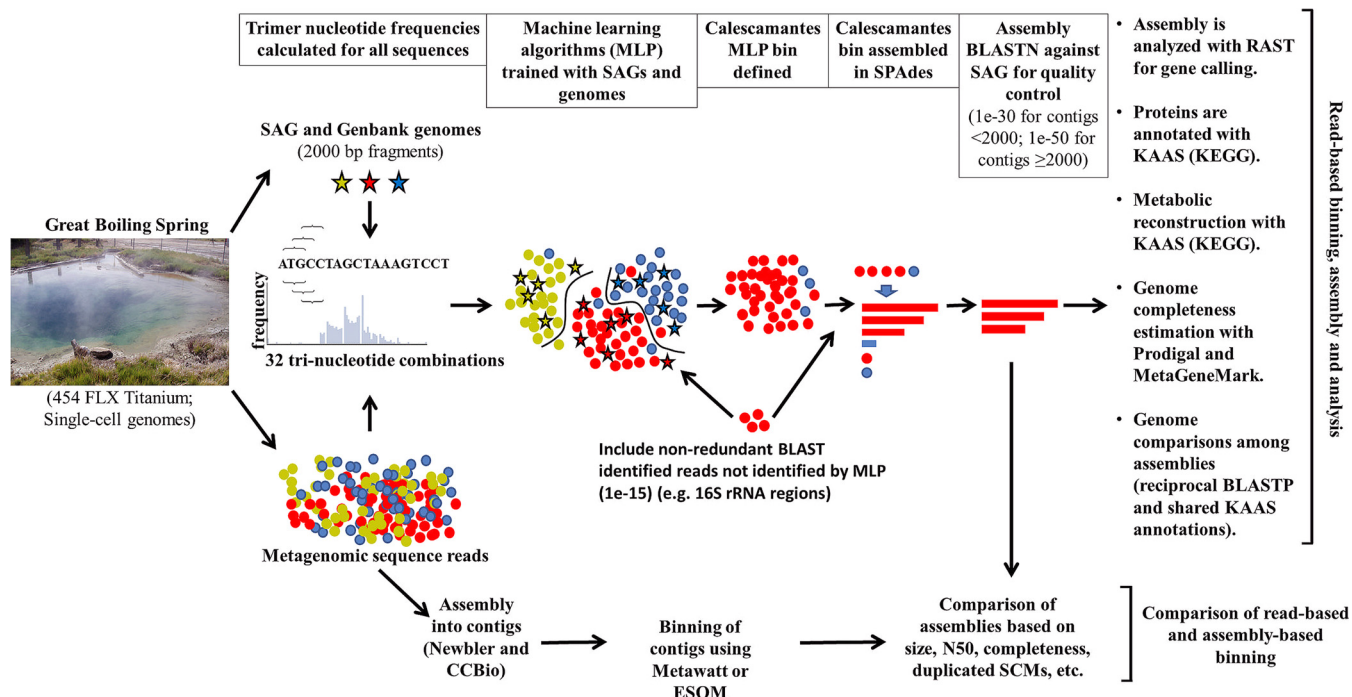 Trimer nucleotide frequencies
calculated for all sequences
Machine learning
algorithms (MLP)
trained with SAGs and
genomes
Calescamantes
MLP bin
defined
Calescamantes
bin assembled
in SPAdes
Assembly
BLASTN against
SAG for quality
control
(1e-30 for contigs
<2000; 1e-50 for
contigs ≥2000)
• Assembly is
analyzed with RAST
for gene calling.
• Proteins are
annotated with
KAAS (KEGG).
• Metabolic
reconstruction with
KAAS (KEGG).
• Genome
completeness
estimation with
Prodigal and
MetaGeneMark.
• Genome
comparisons among
assemblies
(reciprocal BLASTP
and shared KAAS
annotations).
Read-based binning, assembly and analysis
SAG and Genbank genomes
(2000 bp fragments)
Great Boiling Spring
(454 FLX Titanium;
Single-cell genomes)
ATGCCTAGCTAAAGTCCT
frequency
32 tri-nucleotide combinations
Include non-redundant BLAST
identified reads not identified by MLP
(1e-15) (e.g. 16S rRNA regions)
Metagenomic sequence reads
Assembly
into contigs
(Newbler and
CCBio)
Binning of
contigs using
Metawatt or
ESOM
Comparison of
assemblies based on
size, N50, completeness,
duplicated SCMs, etc.
Comparison of read-based
and assembly-based
binning